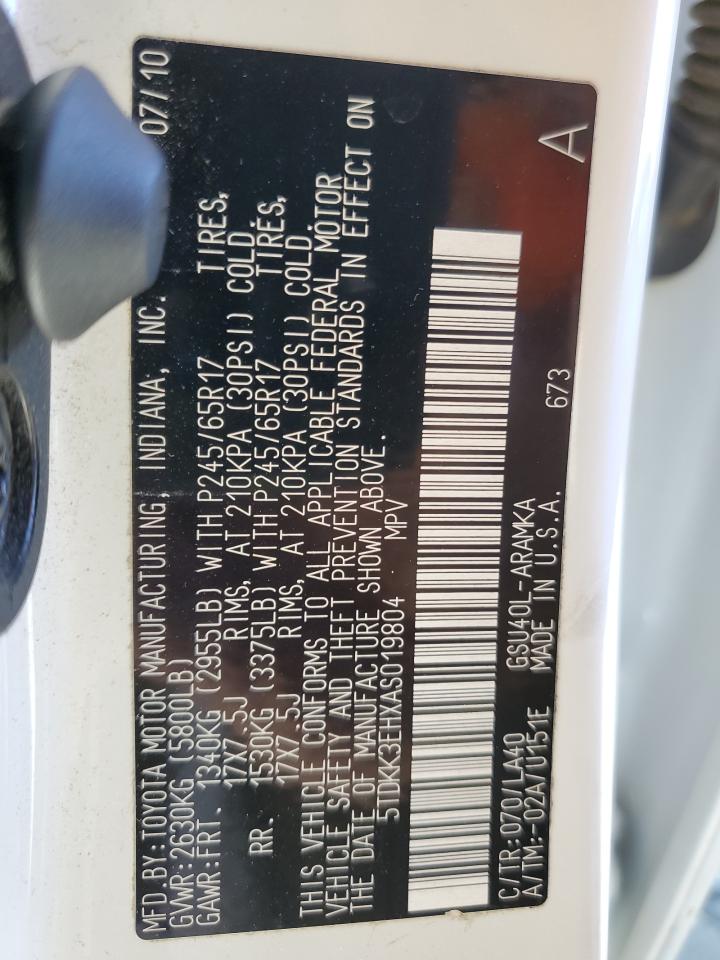 MFD.BY:TOYOTA MOTOR MANUFACTURING, INDIANA, INC. 07/10
GVWR:2630KG (5800LB)
GAWR:FRT. 1340KG (2955LB) WITH P245/65R17 TIRES,
17X7.5J RIMS, AT 210KPA (30PSI) COLD.
RR. 1530KG (3375LB) WITH P245/65R17 TIRES,
17X7.5J RIMS, AT 210KPA (30PSI) COLD.
THIS VEHICLE CONFORMS TO ALL APPLICABLE FEDERAL MOTOR
VEHICLE SAFETY AND THEFT PREVENTION STANDARDS IN EFFECT ON
THE DATE OF MANUFACTURE SHOWN ABOVE.
5TDKK3EHXAS019804 MPV
C/TR:070/LA40 GSU40L-ARAMKA
A/TM:-02A/U151E MADE IN U.S.A. 673 A